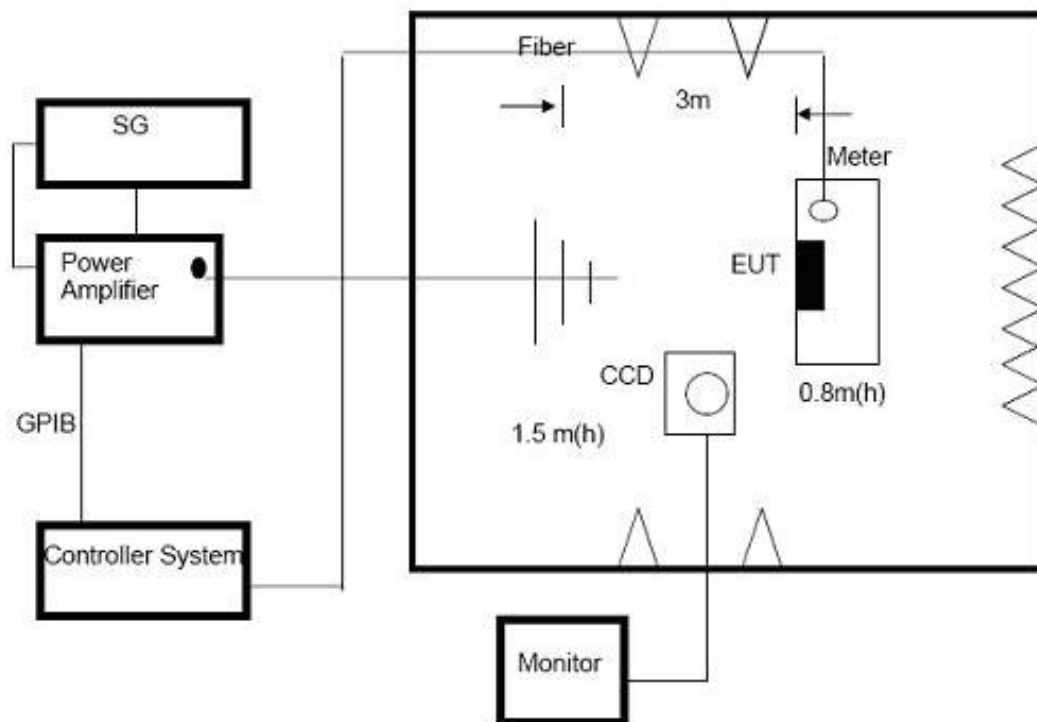 Fiber
3m
SG
Meter
Power
Amplifier
EUT
CCD
0.8m(h)
GPIB
1.5 m(h)
Controller System
Monitor